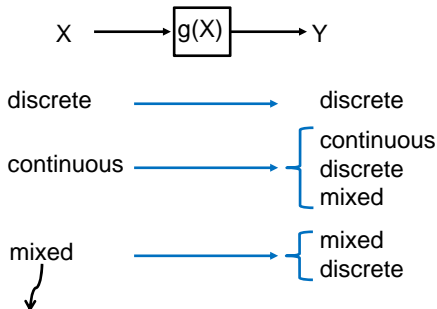 X g(X) Y
discrete discrete
continuous
continuous discrete
mixed
mixed
mixed discrete